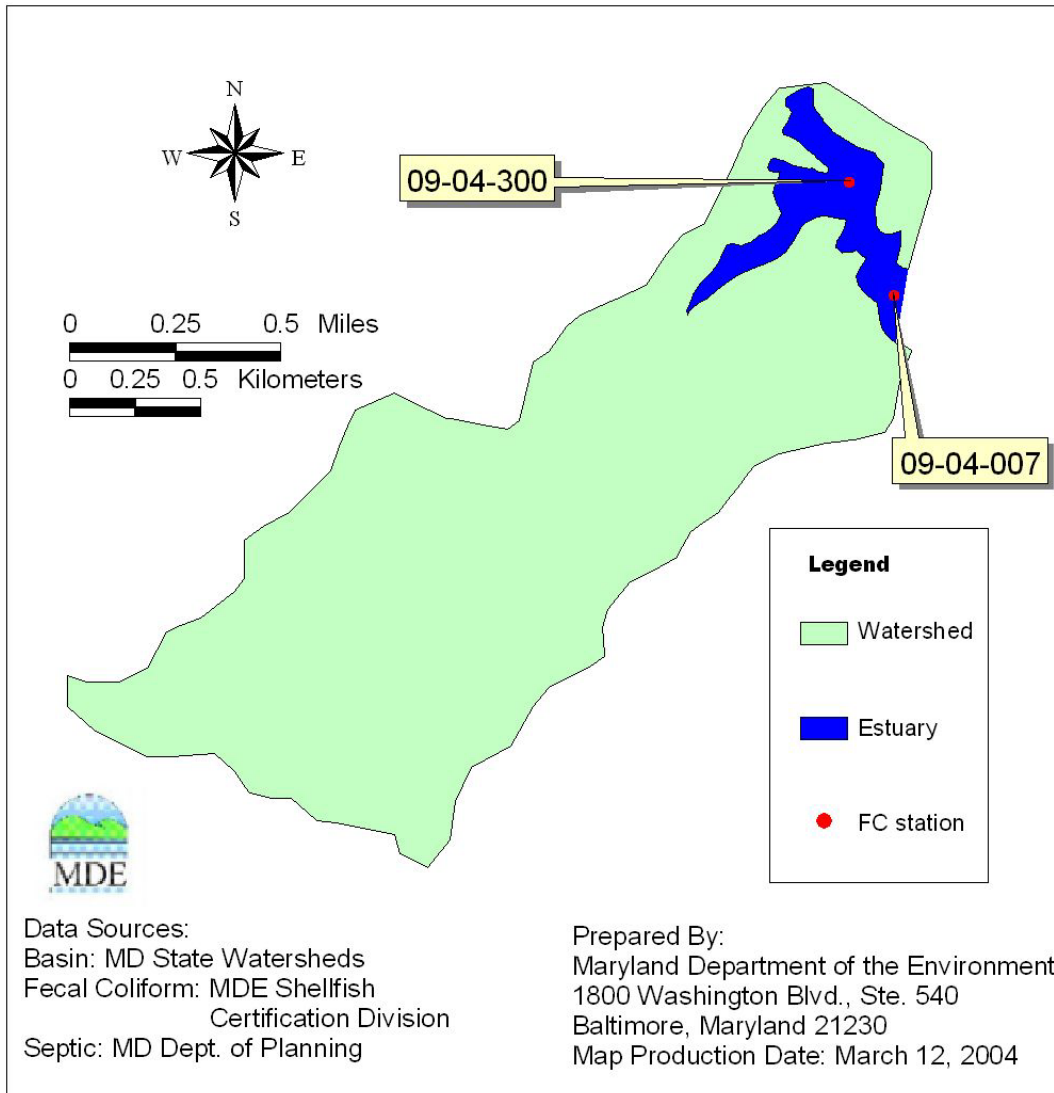 N
W E
S
09-04-300
0 0.25 0.5 Miles
0 0.25 0.5 Kilometers
09-04-007
Legend
Watershed
Estuary
FC station
MDE
Data Sources:
Basin: MD State Watersheds
Fecal Coliform: MDE Shellfish
Certification Division
Septic: MD Dept. of Planning
Prepared By:
Maryland Department of the Environment
1800 Washington Blvd., Ste. 540
Baltimore, Maryland 21230
Map Production Date: March 12, 2004